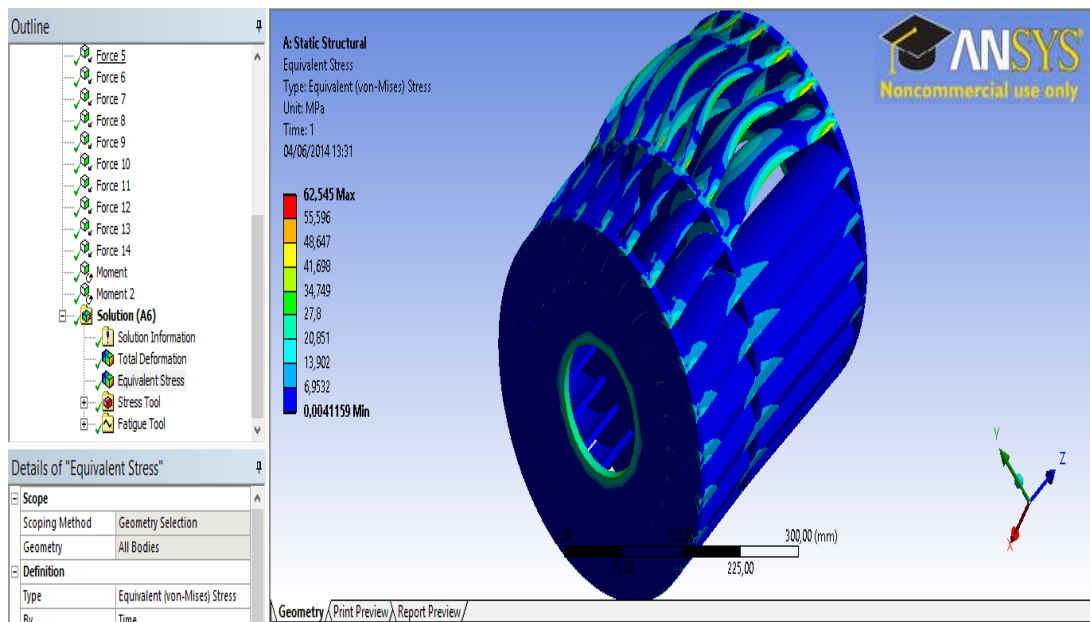 Outline
Force 5
Force 6
Force 7
Force 8
Force 9
Force 10
Force 11
Force 12
Force 13
Force 14
Moment
Moment 2
Solution (A6)
Solution Information
Total Deformation
Equivalent Stress
Stress Tool
Fatigue Tool
Details of "Equivalent Stress"
Scope
Scoping Method Geometry Selection
Geometry All Bodies
Definition
Type Equivalent (von-Mises) Stress
By Time
A: Static Structural
Equivalent Stress
Type: Equivalent (von-Mises) Stress
Unit: MPa
Time: 1
04/06/2014 13:31
62,545 Max
55,596
48,647
41,698
34,749
27,8
20,851
13,902
6,9532
0,0041159 Min
ANSYS
Noncommercial use only
Y
Z
X
300,00 (mm)
225,00
Geometry Print Preview Report Preview